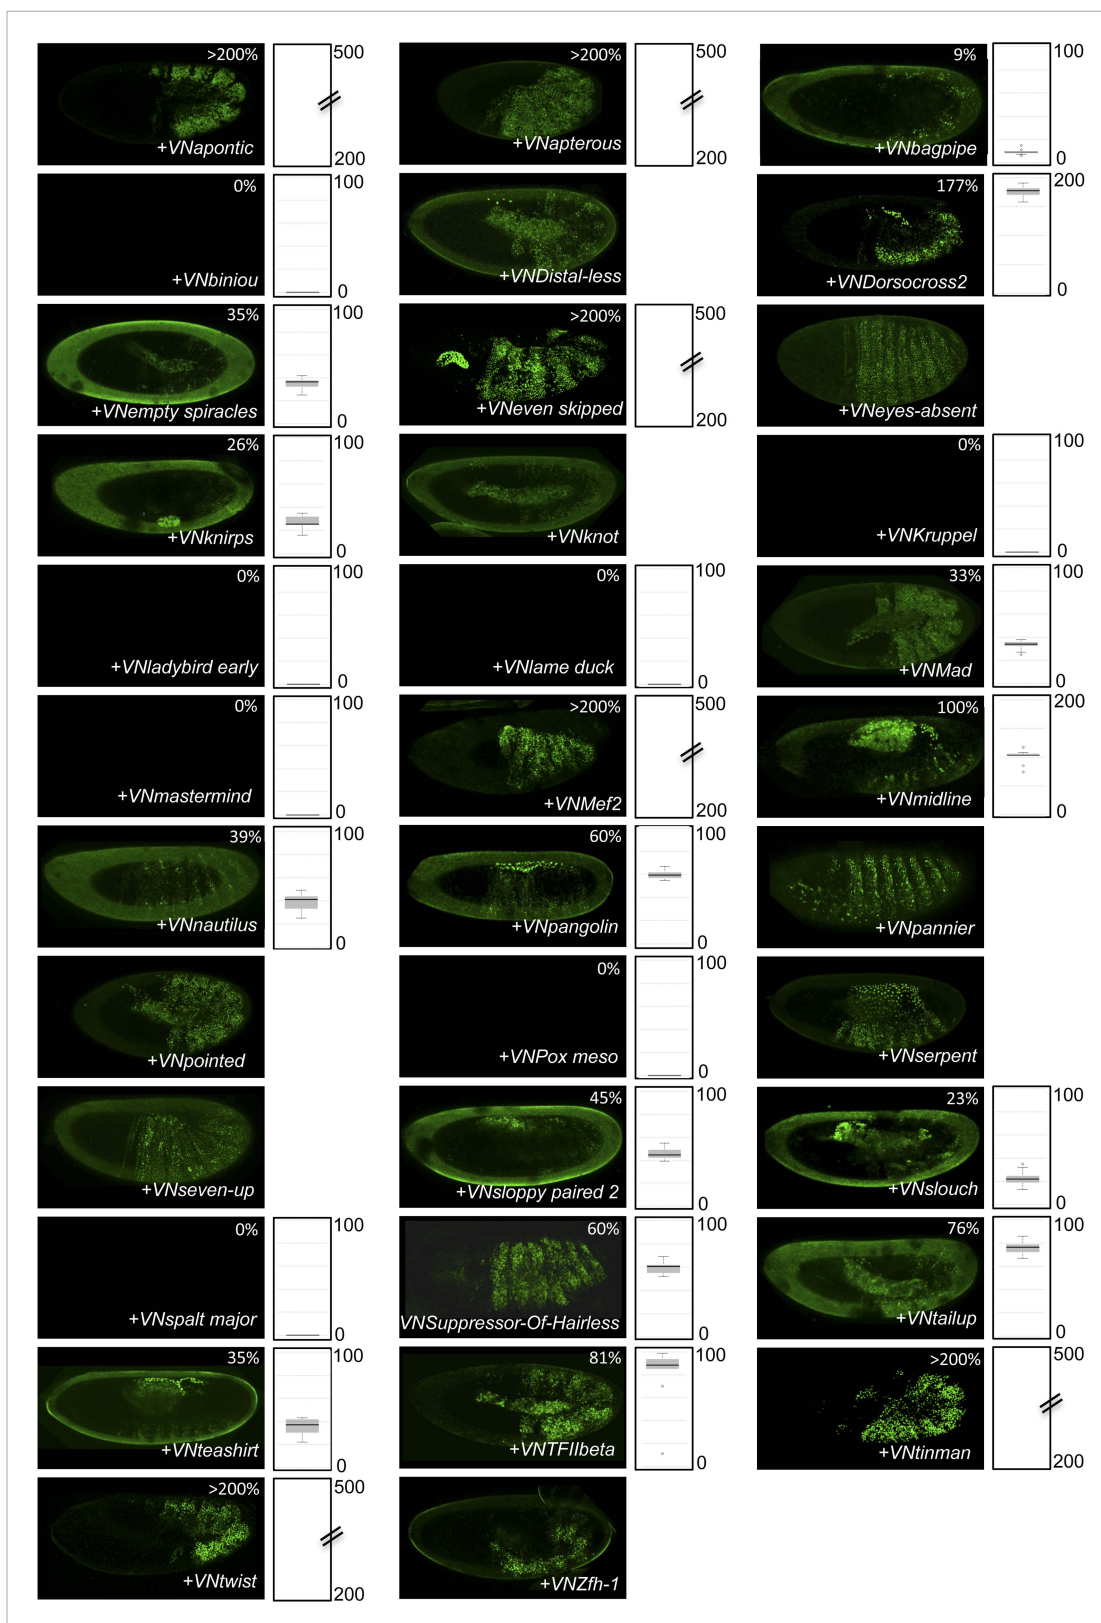 >200% 500 >200% 500 9% 100
+VNapontic 200 +VNapterous 200 +VNbagpipe 0
0% 100 177% 200
+VNbiniou 0 +VNDistal-less +VNDorsocross2 0
35% 100 >200% 500
+VNempty spiracles 0 +VNeven skipped 200 +VNeyes-absent
26% 100 0% 100
+VNknirps 0 +VNknot +VNKruppel 0
0% 100 0% 100 33% 100
+VNladybird early 0 +VNlame duck 0 +VNMad 0
0% 100 >200% 500 100% 200
+VNmastermind 0 +VNMef2 200 +VNmidline 0
39% 100 60% 100
+VNnautilus 0 +VNpangolin 0 +VNpannier
0% 100
+VNpointed +VNPox meso 0 +VNserpent
45% 100 23% 100
+VNseven-up +VNsloppy paired 2 0 +VNslouch 0
0% 100 60% 100 76% 100
+VNspalt major 0 VNSuppressor-Of-Hairless 0 +VNtailup 0
35% 100 81% 100 >200% 500
+VNteashirt 0 +VNTFIIbeta 0 +VNtinman 200
>200% 500
+VNtwist 200 +VNZfh-1